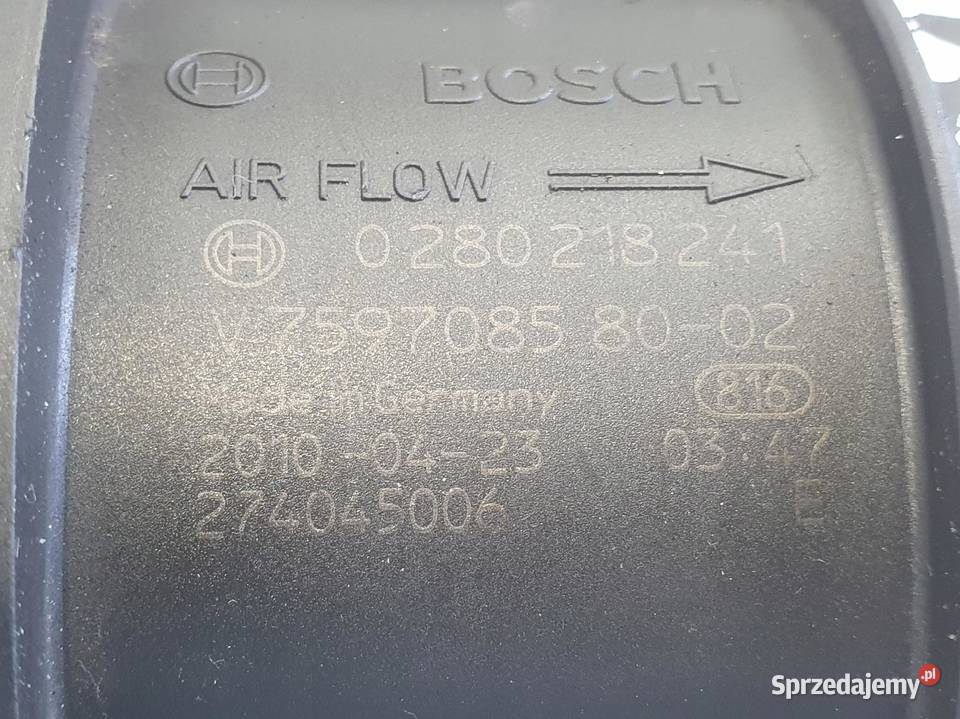 BOSCH
AIR FLOW
0 280 218 241
V 7597085 80-02
Made in Germany 816
2010-04-23 03:47
274045006 E
Sprzedajemy.pl